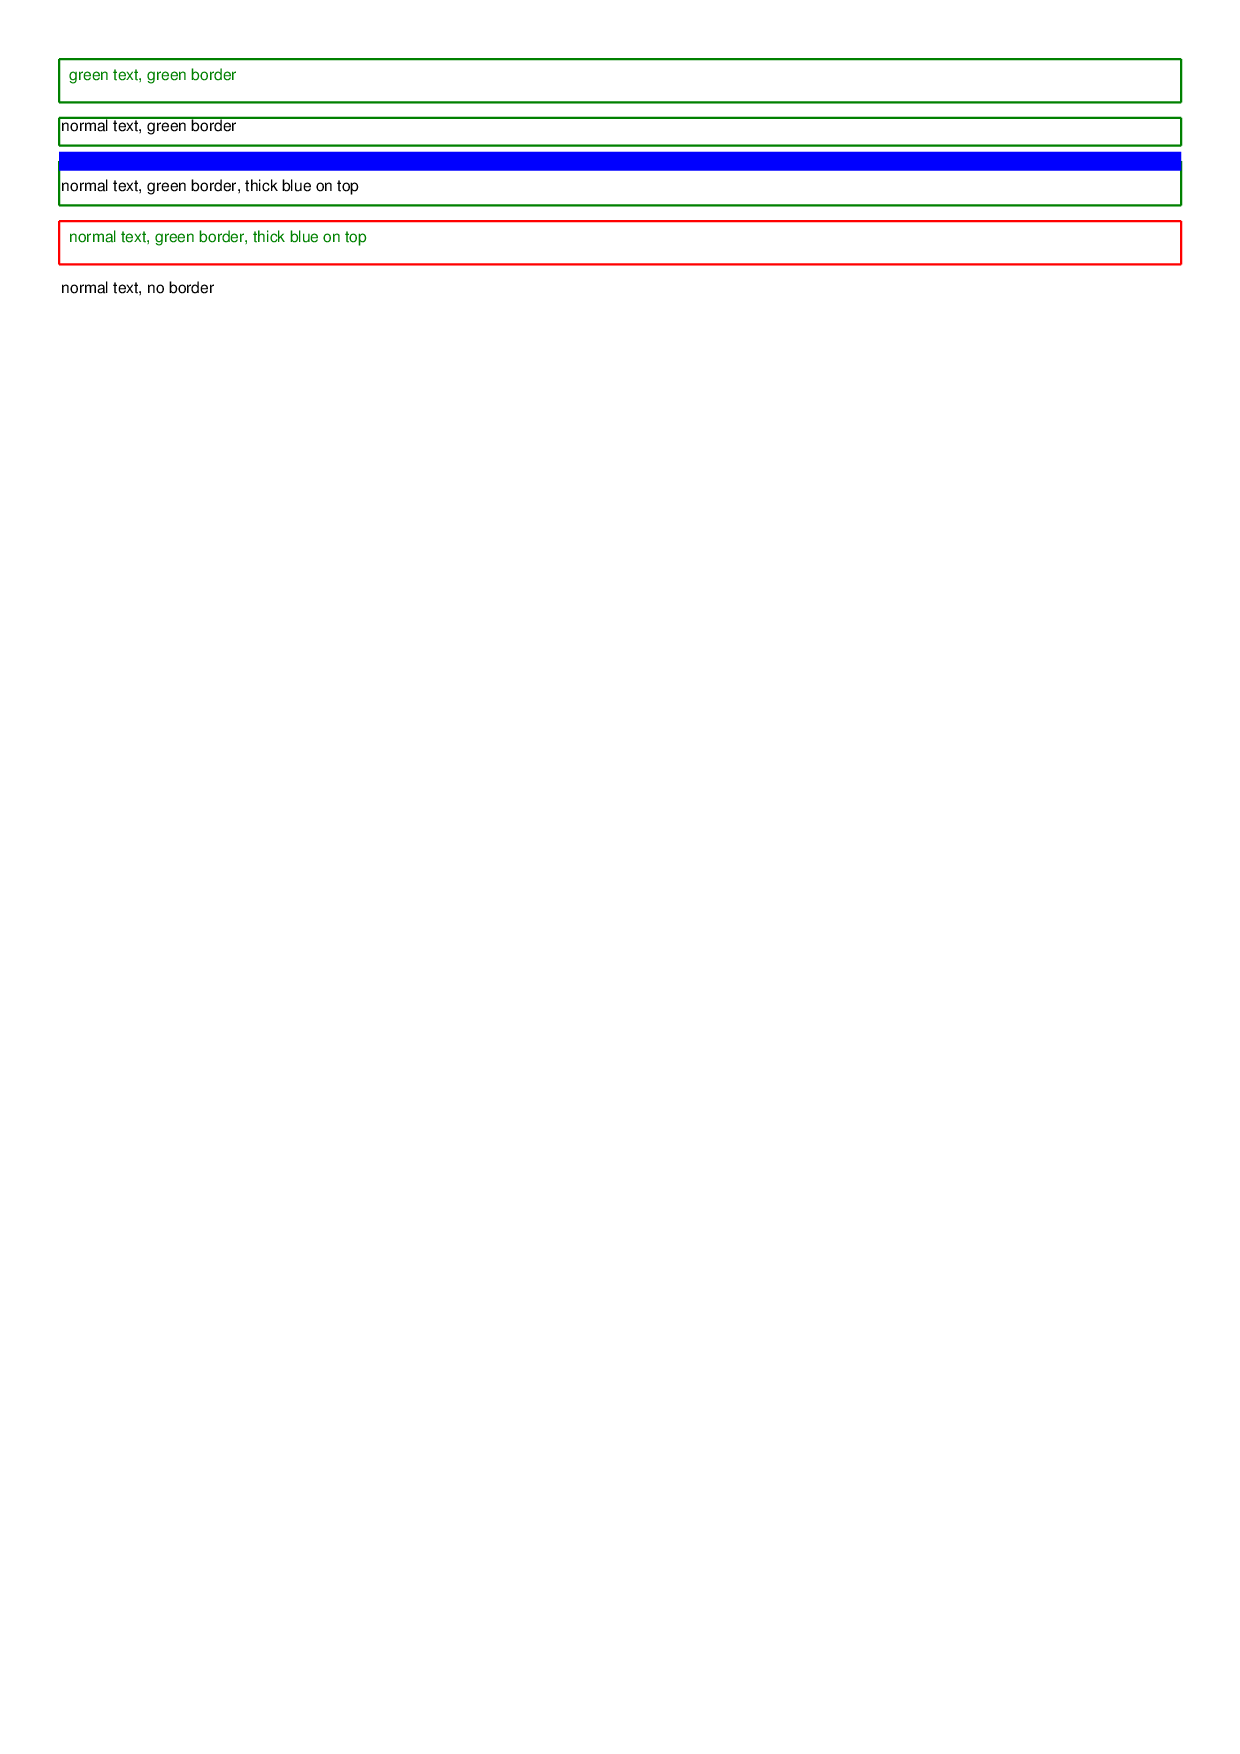 green text, green border
normal text, green border
normal text, green border, thick blue on top
normal text, green border, thick blue on top
normal text, no border